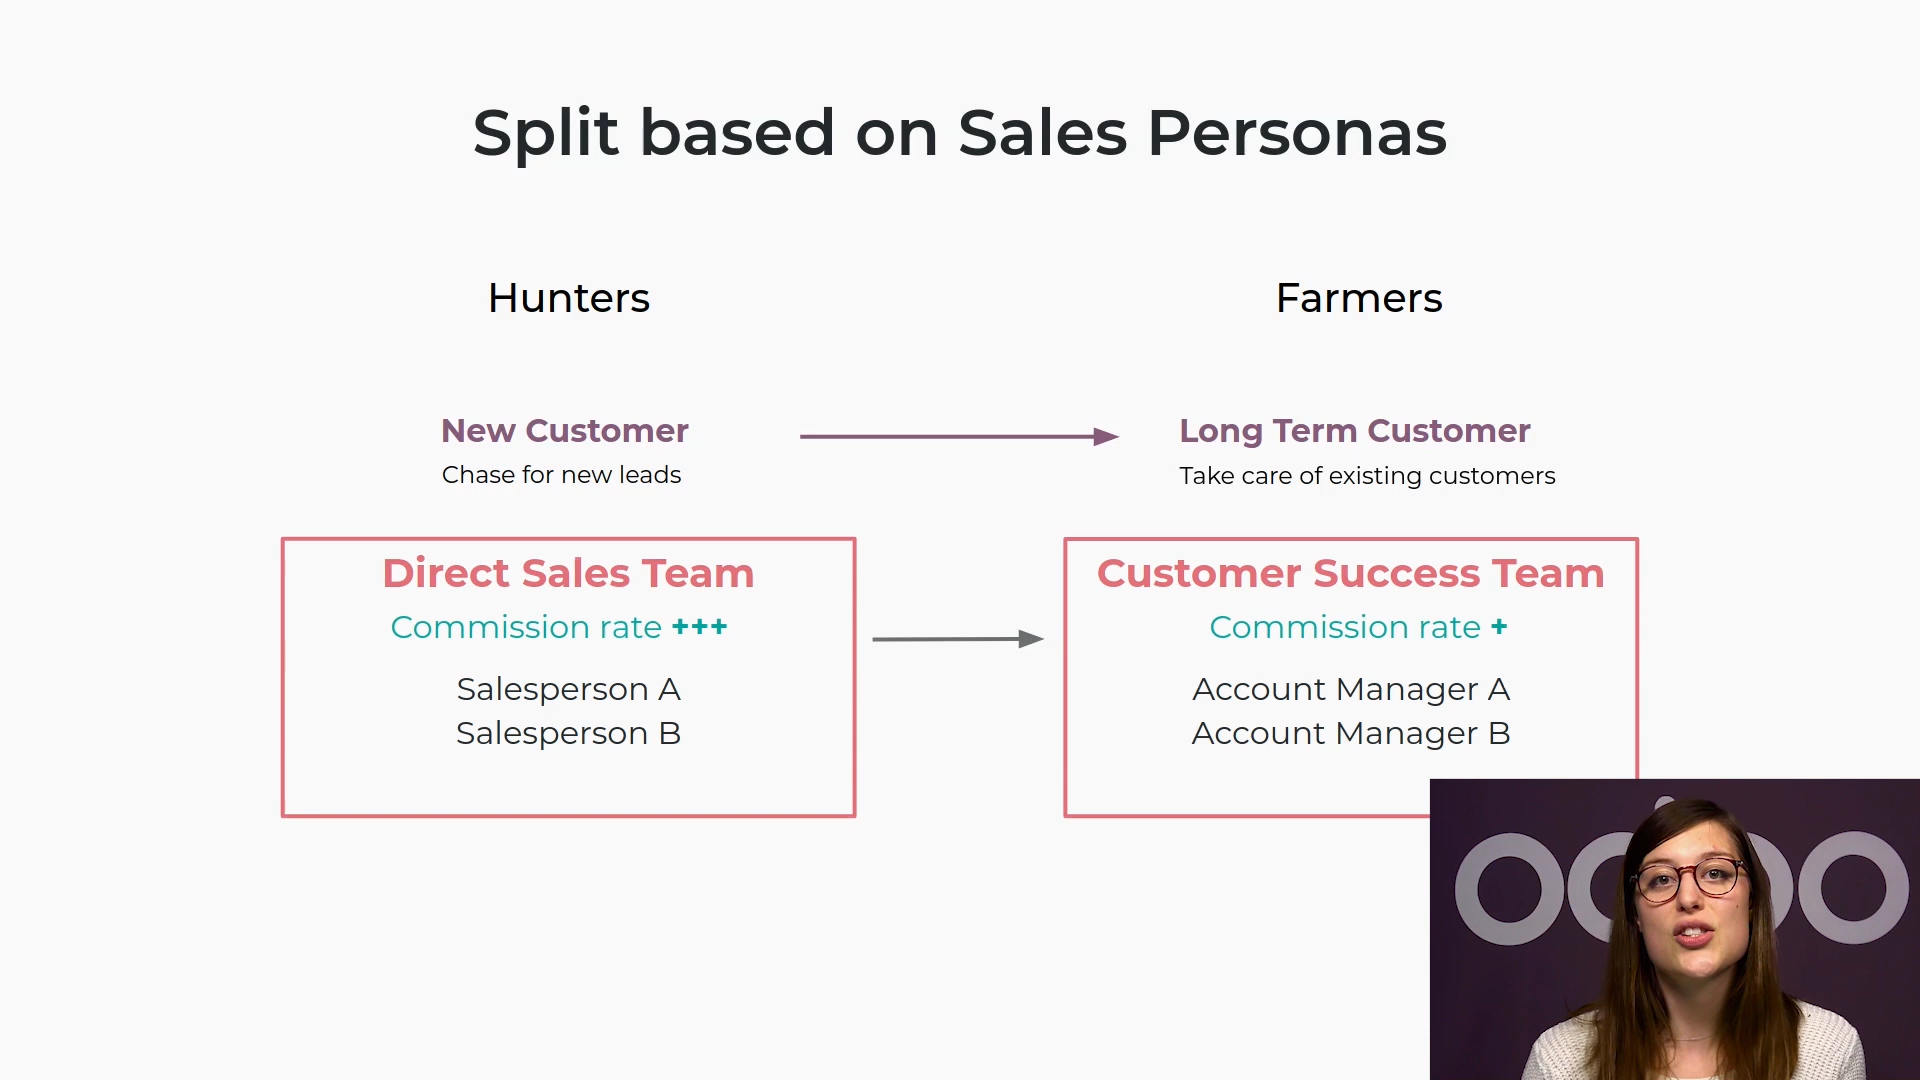 Split based on Sales Personas
Hunters
Farmers
New Customer
Chase for new leads
Long Term Customer
Take care of existing customers
Direct Sales Team
Commission rate +++
Salesperson A
Salesperson B
Customer Success Team
Commission rate +
Account Manager A
Account Manager B